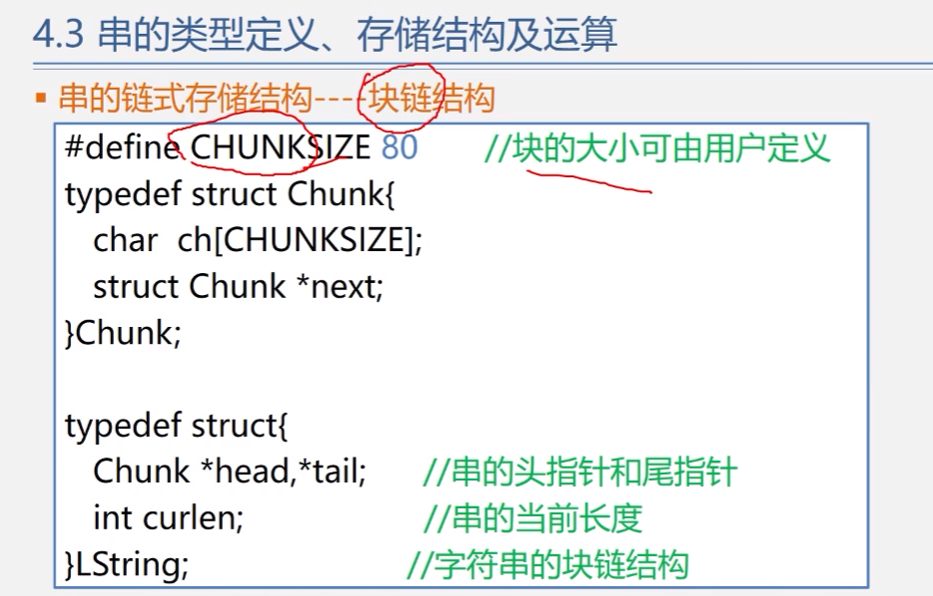 4.3 串的类型定义、存储结构及运算
▪ 串的链式存储结构----块链结构
#define CHUNKSIZE 80 //块的大小可由用户定义
typedef struct Chunk{
char ch[CHUNKSIZE];
struct Chunk *next;
}Chunk;
typedef struct{
Chunk *head,*tail; //串的头指针和尾指针
int curlen; //串的当前长度
}LString; //字符串的块链结构